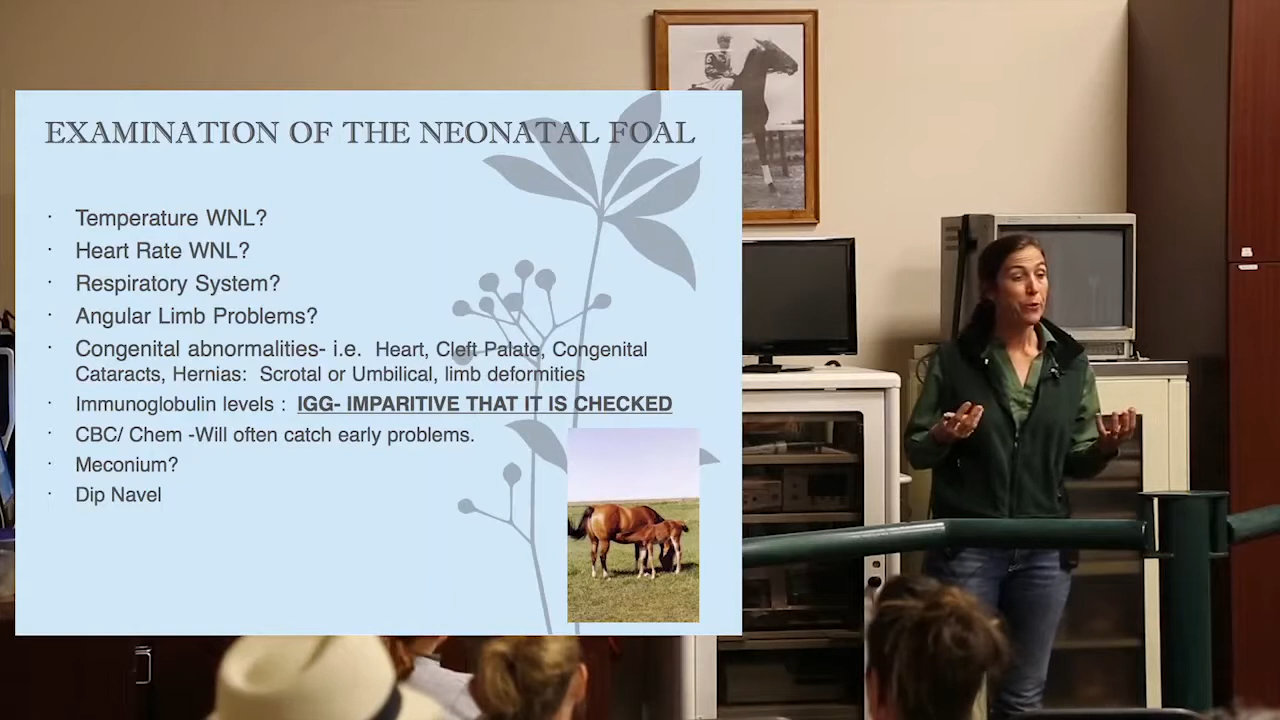 EXAMINATION OF THE NEONATAL FOAL
· Temperature WNL?
· Heart Rate WNL?
· Respiratory System?
· Angular Limb Problems?
· Congenital abnormalities- i.e. Heart, Cleft Palate, Congenital
Cataracts, Hernias: Scrotal or Umbilical, limb deformities
· Immunoglobulin levels : IGG- IMPARITIVE THAT IT IS CHECKED
· CBC/ Chem -Will often catch early problems.
· Meconium?
· Dip Navel